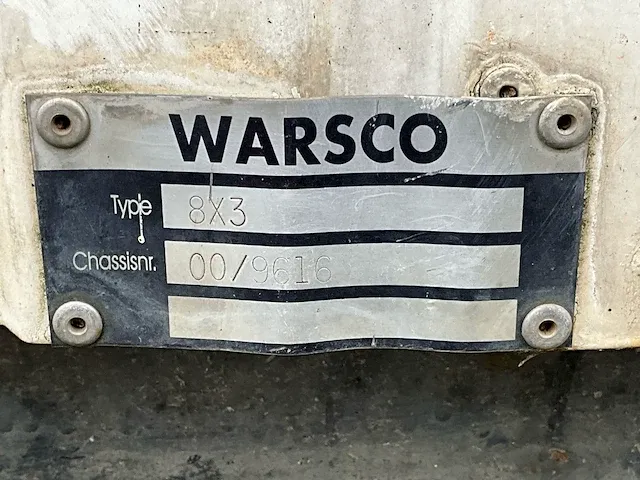 WARSCO
Type 8X3
Chassisnr. 00/9616